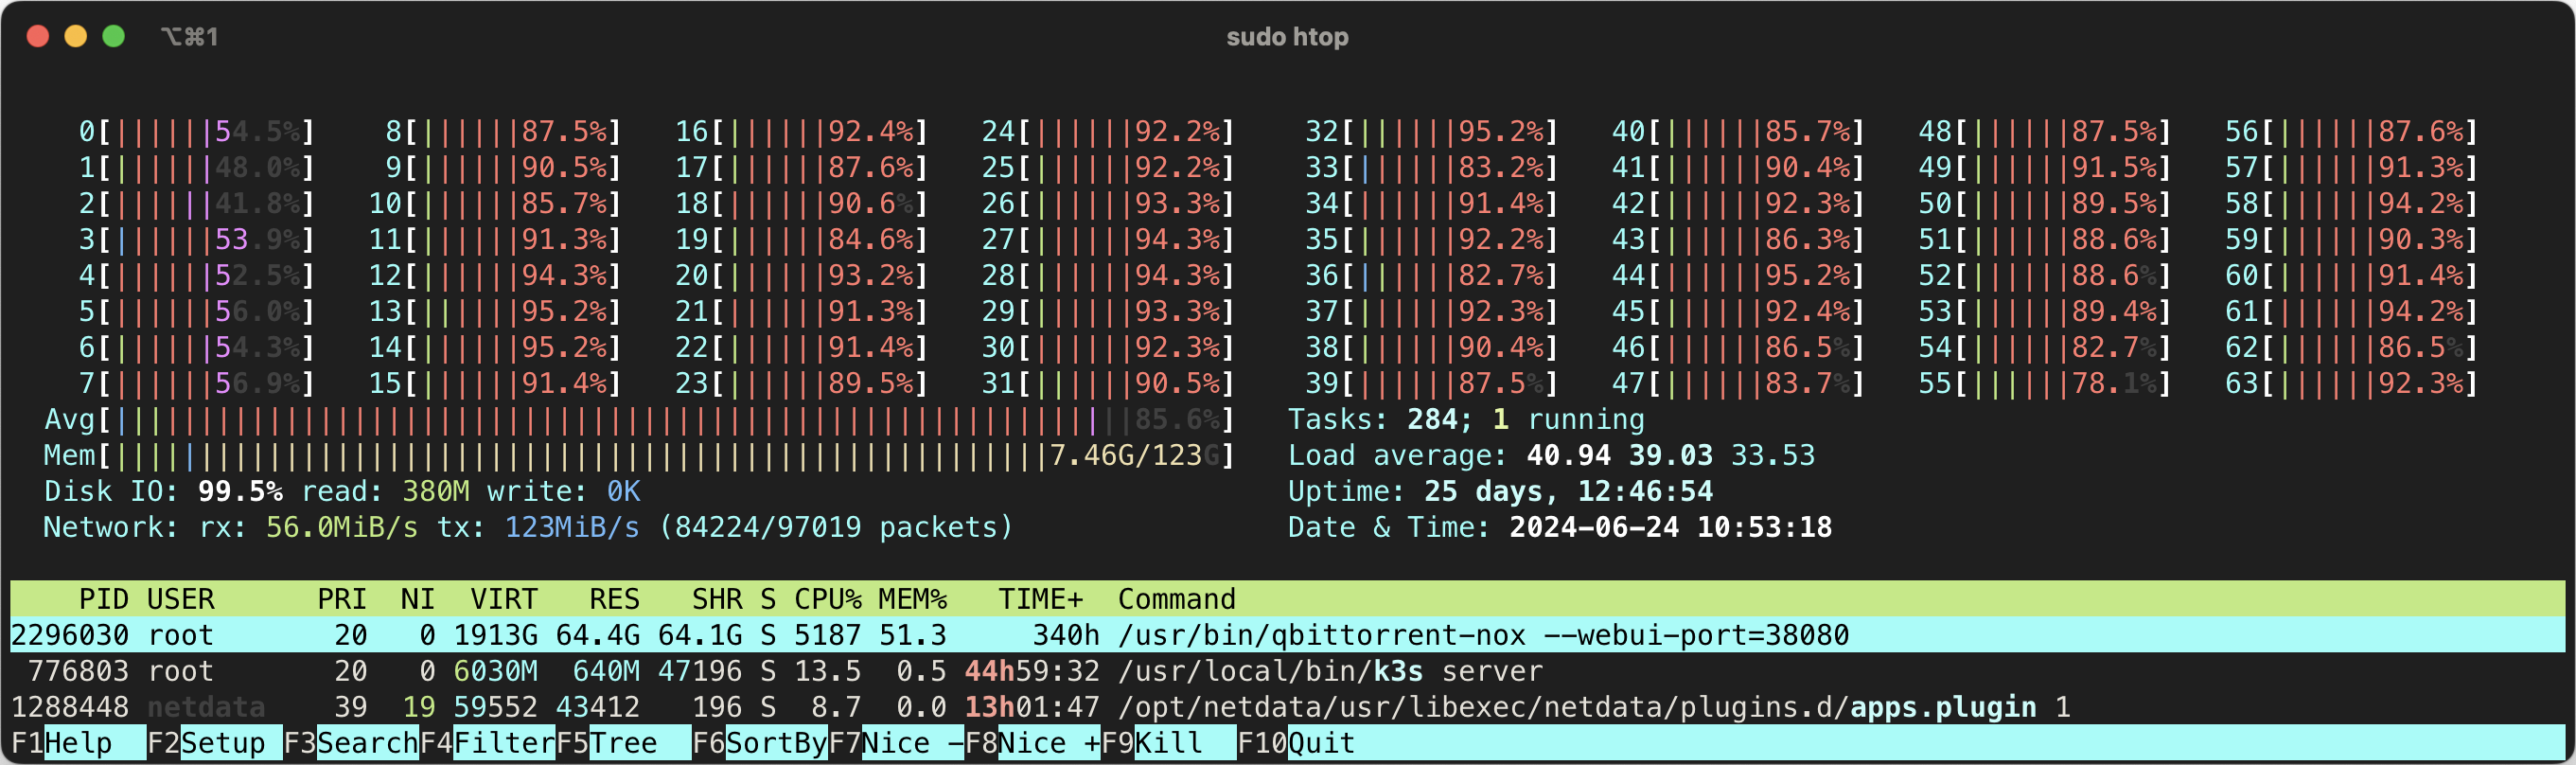 ⌥⌘1 sudo htop
0[||||||54.5%] 8[||||||87.5%] 16[||||||92.4%] 24[||||||92.2%] 32[||||||95.2%] 40[||||||85.7%] 48[||||||87.5%] 56[||||||87.6%]
1[||||||48.0%] 9[||||||90.5%] 17[||||||87.6%] 25[||||||92.2%] 33[||||||83.2%] 41[||||||90.4%] 49[||||||91.5%] 57[||||||91.3%]
2[||||||41.8%] 10[||||||85.7%] 18[||||||90.6%] 26[||||||93.3%] 34[||||||91.4%] 42[||||||92.3%] 50[||||||89.5%] 58[||||||94.2%]
3[||||||53.9%] 11[||||||91.3%] 19[||||||84.6%] 27[||||||94.3%] 35[||||||92.2%] 43[||||||86.3%] 51[||||||88.6%] 59[||||||90.3%]
4[||||||52.5%] 12[||||||94.3%] 20[||||||93.2%] 28[||||||94.3%] 36[||||||82.7%] 44[||||||95.2%] 52[||||||88.6%] 60[||||||91.4%]
5[||||||56.0%] 13[||||||95.2%] 21[||||||91.3%] 29[||||||93.3%] 37[||||||92.3%] 45[||||||92.4%] 53[||||||89.4%] 61[||||||94.2%]
6[||||||54.3%] 14[||||||95.2%] 22[||||||91.4%] 30[||||||92.3%] 38[||||||90.4%] 46[||||||86.5%] 54[||||||82.7%] 62[||||||86.5%]
7[||||||56.9%] 15[||||||91.4%] 23[||||||89.5%] 31[||||||90.5%] 39[||||||87.5%] 47[||||||83.7%] 55[||||||78.1%] 63[||||||92.3%]
Avg[||||||||||||||||||||||||||||||||||||||||||||||||||||||||||||85.6%] Tasks: 284; 1 running
Mem[|||||||||||||||||||||||||||||||||||||||||||||||||||||||7.46G/123G] Load average: 40.94 39.03 33.53
Disk IO: 99.5% read: 380M write: 0K Uptime: 25 days, 12:46:54
Network: rx: 56.0MiB/s tx: 123MiB/s (84224/97019 packets) Date & Time: 2024-06-24 10:53:18
PID USER PRI NI VIRT RES SHR S CPU% MEM% TIME+ Command
2296030 root 20 0 1913G 64.4G 64.1G S 5187 51.3 340h /usr/bin/qbittorrent-nox --webui-port=38080
776803 root 20 0 6030M 640M 47196 S 13.5 0.5 44h59:32 /usr/local/bin/k3s server
1288448 netdata 39 19 59552 43412 196 S 8.7 0.0 13h01:47 /opt/netdata/usr/libexec/netdata/plugins.d/apps.plugin 1
F1Help F2Setup F3SearchF4FilterF5Tree F6SortByF7Nice -F8Nice +F9Kill F10Quit